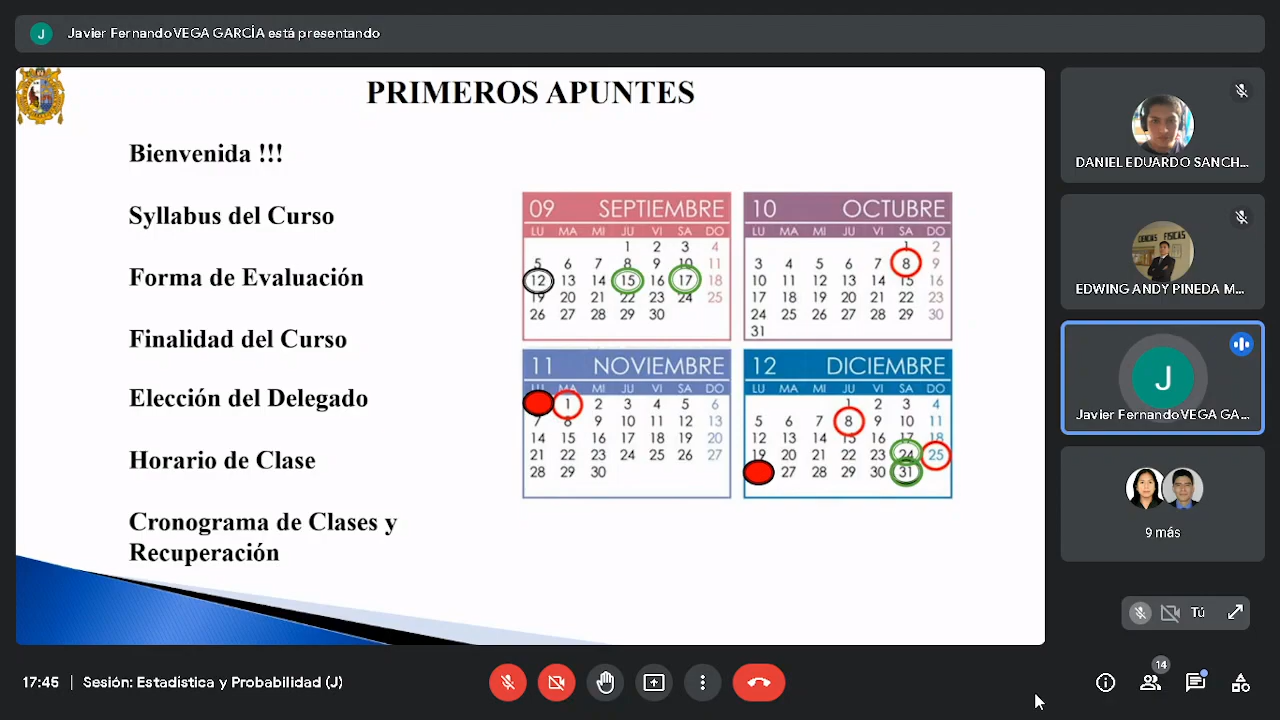 J Javier Fernando VEGA GARCÍA está presentando
PRIMEROS APUNTES
Bienvenida !!!
Syllabus del Curso
Forma de Evaluación
Finalidad del Curso
Elección del Delegado
Horario de Clase
Cronograma de Clases y
Recuperación
09 SEPTIEMBRE
LU MA MI JU VI SA DO
1 2 3 4
5 6 7 8 9 10 11
12 13 14 15 16 17 18
19 20 21 22 23 24 25
26 27 28 29 30
10 OCTUBRE
LU MA MI JU VI SA DO
1 2
3 4 5 6 7 8 9
10 11 12 13 14 15 16
17 18 19 20 21 22 23
24 25 26 27 28 29 30
31
11 NOVIEMBRE
LU MA MI JU VI SA DO
1 2 3 4 5 6
7 8 9 10 11 12 13
14 15 16 17 18 19 20
21 22 23 24 25 26 27
28 29 30
12 DICIEMBRE
LU MA MI JU VI SA DO
1 2 3 4
5 6 7 8 9 10 11
12 13 14 15 16 17 18
19 20 21 22 23 24 25
27 28 29 30 31
DANIEL EDUARDO SANCH...
CIENCIAS FISICAS
EDWING ANDY PINEDA M...
J
Javier Fernando VEGA GA...
9 más
Tú
17:45 | Sesión: Estadistica y Probabilidad (J)
14